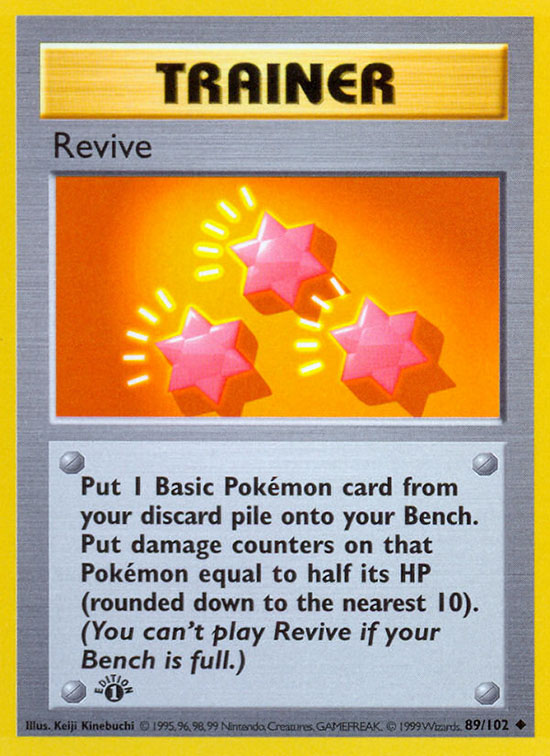 TRAINER
Revive
Put 1 Basic Pokémon card from
your discard pile onto your Bench.
Put damage counters on that
Pokémon equal to half its HP
(rounded down to the nearest 10).
(You can't play Revive if your
Bench is full.)
EDITION
1
Illus. Keiji Kinebuchi © 1995, 96, 98, 99 Nintendo, Creatures, GAMEFREAK. © 1999 Wizards. 89/102 ◆